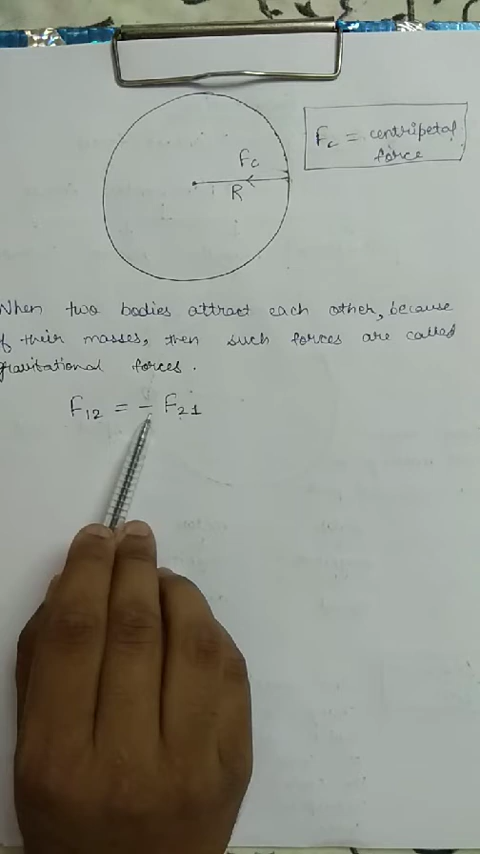 Fc
R
Fc = centripetal
force
When two bodies attract each other, because
of their masses, then such forces are called
gravitational forces.
F12 = - F21